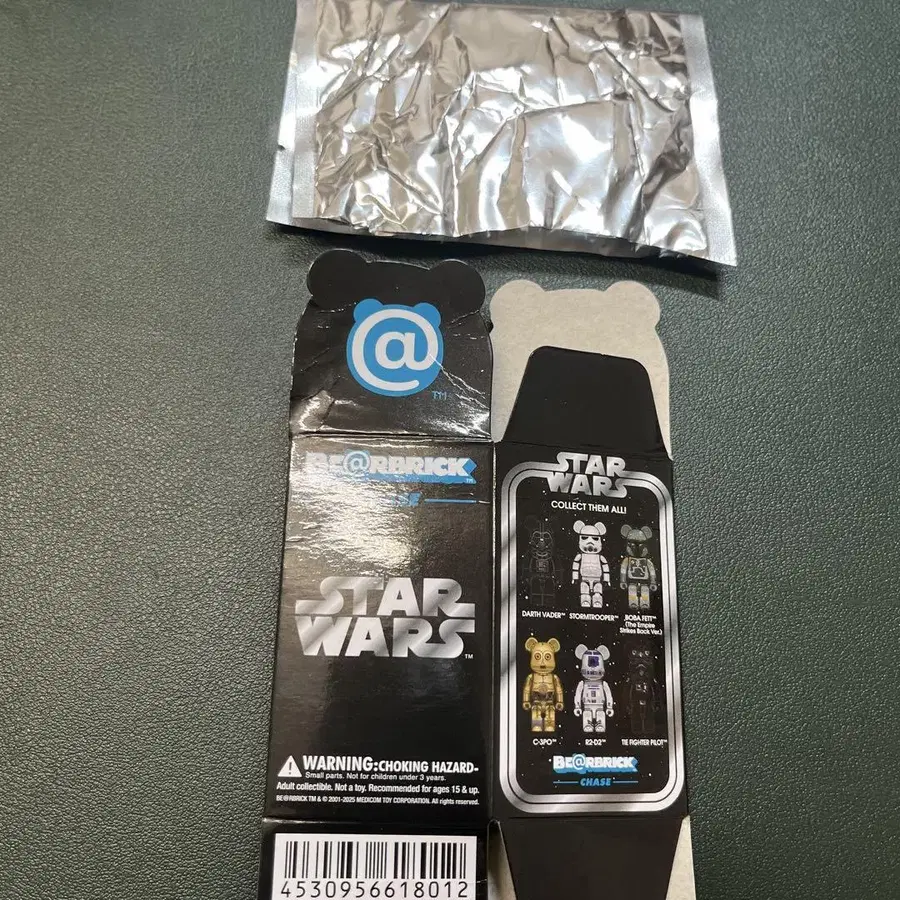 @
TM
BE@RBRICK
TM
STAR
WARS
TM
WARNING:CHOKING HAZARD-
Small parts. Not for children under 3 years.
Adult collectible. Not a toy. Recommended for ages 15 & up.
BE@RBRICK TM & © 2001-2025 MEDICOM TOY CORPORATION. All rights reserved.
4530956618012
STAR
WARS
COLLECT THEM ALL!
DARTH VADER™ STORMTROOPER™ BOBA FETT™
(The Empire
Strikes Back Ver.)
C-3PO™ R2-D2™ TIE FIGHTER PILOT™
BE@RBRICK
CHASE